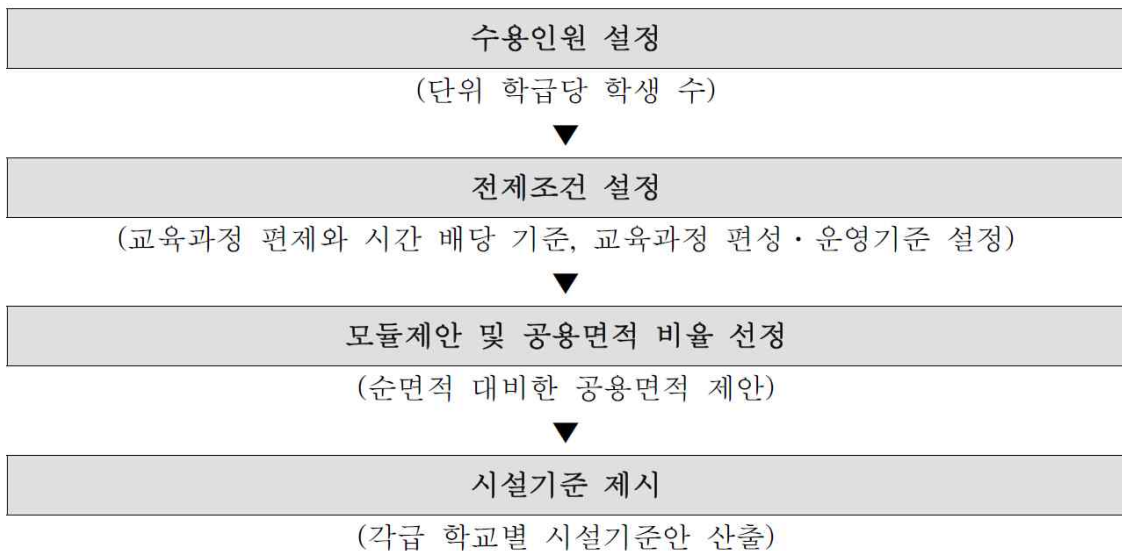 수용인원 설정
(단위 학급당 학생 수)
▼
전제조건 설정
(교육과정 편제와 시간 배당 기준, 교육과정 편성·운영기준 설정)
▼
모듈제안 및 공용면적 비율 선정
(순면적 대비한 공용면적 제안)
▼
시설기준 제시
(각급 학교별 시설기준안 산출)